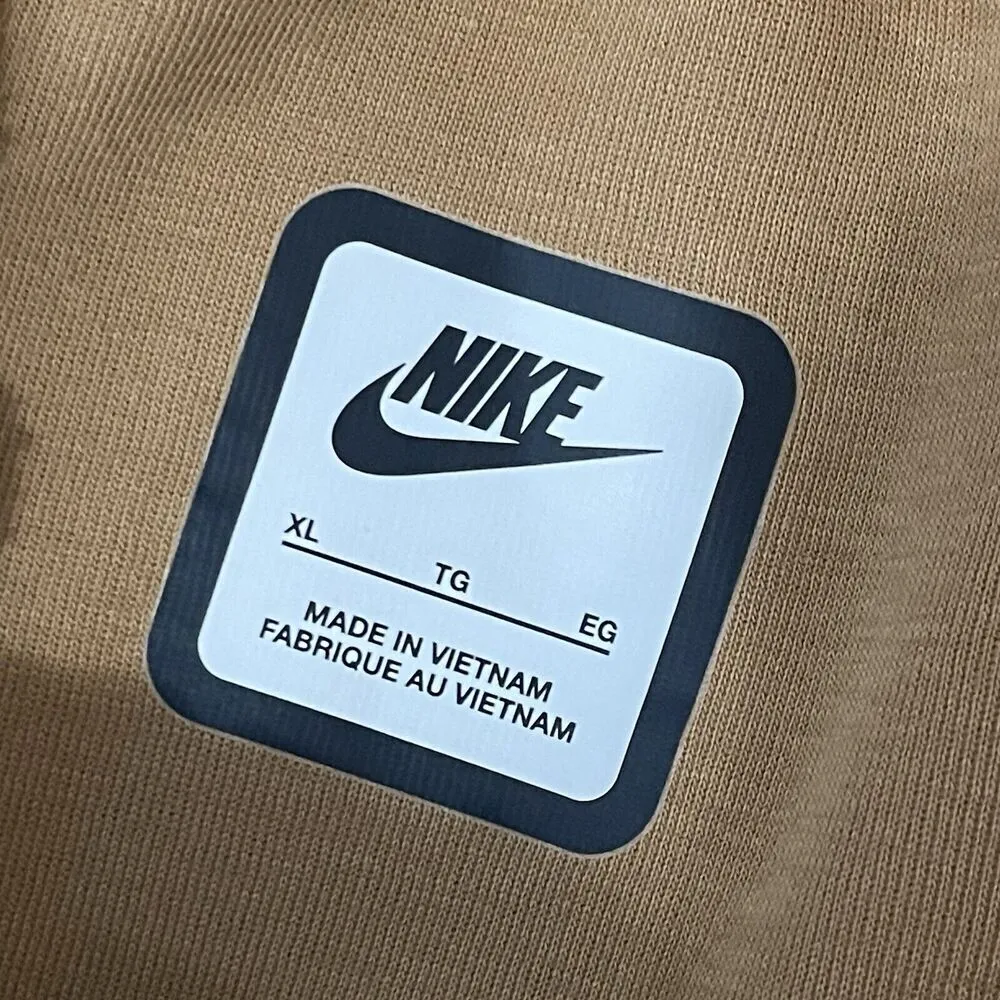 NIKE
XL TG EG
MADE IN VIETNAM
FABRIQUE AU VIETNAM